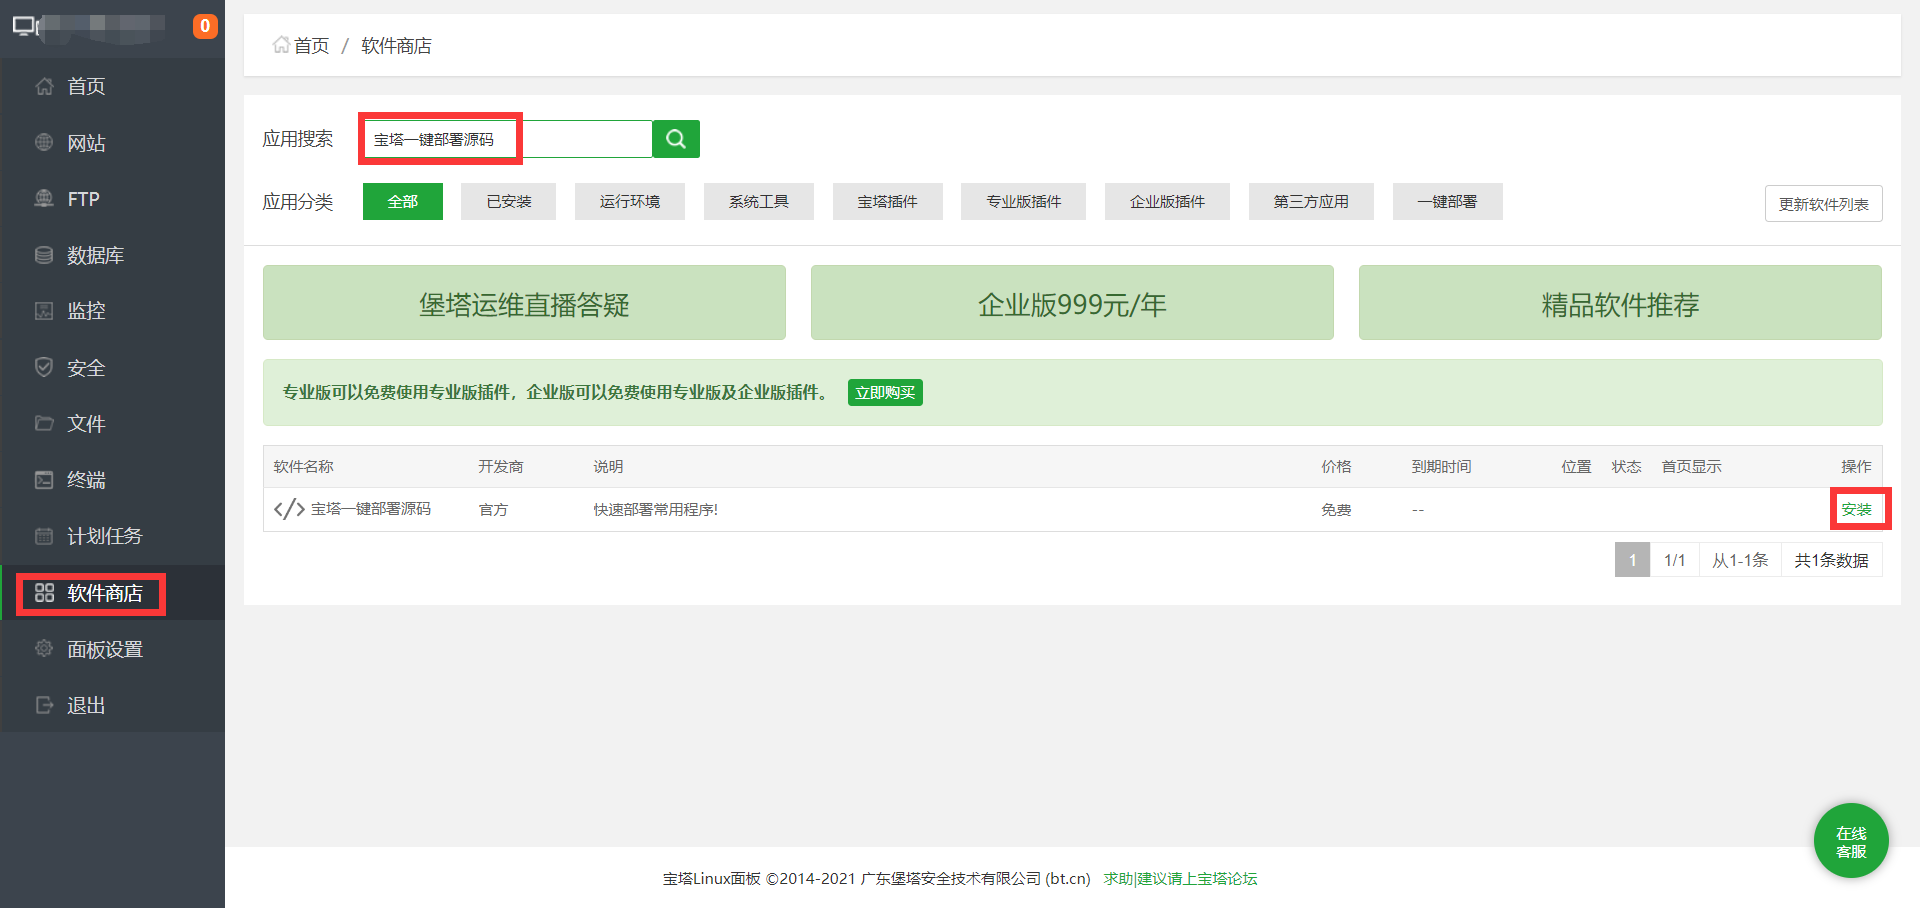 0
首页
网站
FTP
数据库
监控
安全
文件
终端
计划任务
软件商店
面板设置
退出
首页 / 软件商店
应用搜索 宝塔一键部署源码
应用分类 全部 已安装 运行环境 系统工具 宝塔插件 专业版插件 企业版插件 第三方应用 一键部署 更新软件列表
堡塔运维直播答疑 企业版999元/年 精品软件推荐
专业版可以免费使用专业版插件，企业版可以免费使用专业版及企业版插件。 立即购买
软件名称 开发商 说明 价格 到期时间 位置 状态 首页显示 操作
宝塔一键部署源码 官方 快速部署常用程序! 免费 -- 安装
1 1/1 从1-1条 共1条数据
在线
客服
宝塔Linux面板 ©2014-2021 广东堡塔安全技术有限公司 (bt.cn) 求助|建议请上宝塔论坛